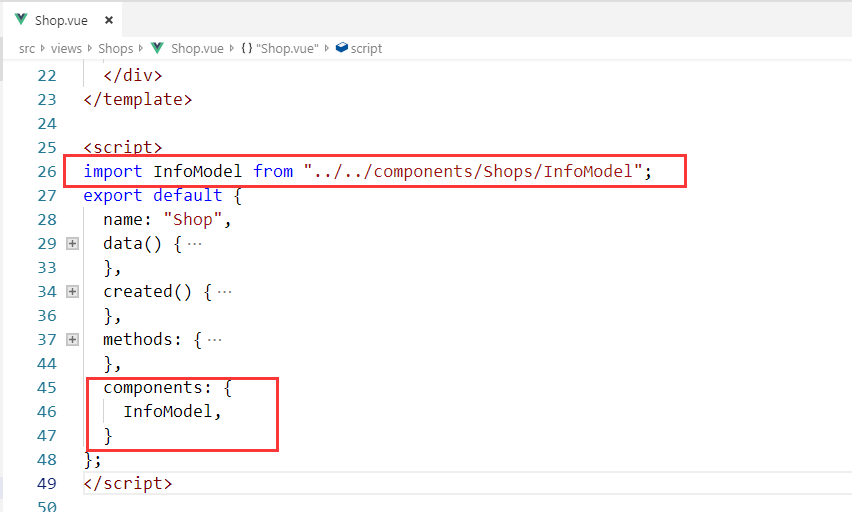 Shop.vue ×
src views Shops Shop.vue {} "Shop.vue" script
22 </div>
23 </template>
24
25 <script>
26 import InfoModel from "../../components/Shops/InfoModel";
27 export default {
28 name: "Shop",
29 data() { ···
33 },
34 created() { ···
36 },
37 methods: { ···
44 },
45 components: {
46 InfoModel,
47 }
48 };
49 </script>
50